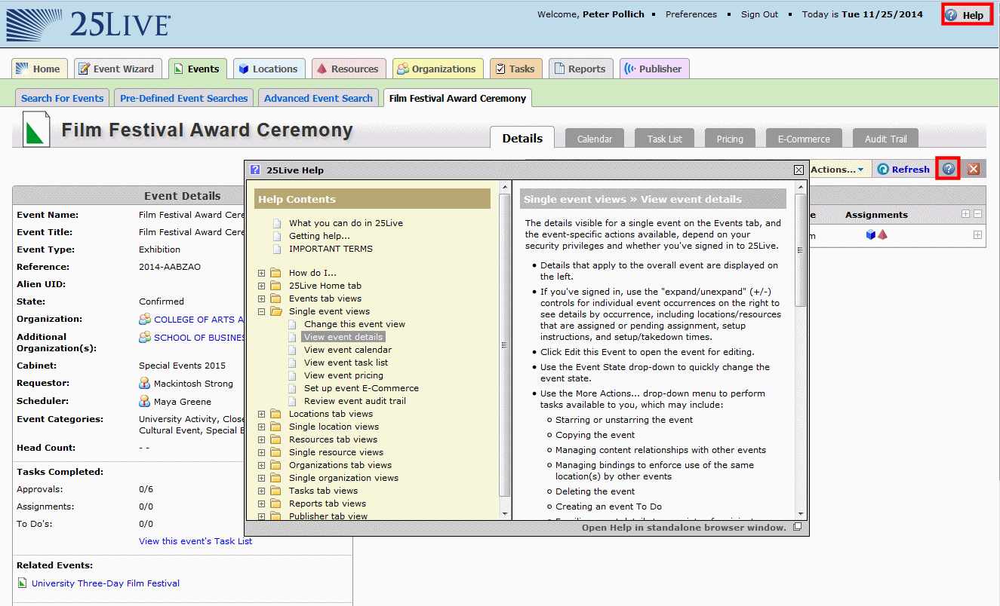 25LIVE®
Welcome, Peter Pollich ▪ Preferences ▪ Sign Out ▪ Today is Tue 11/25/2014
Help
Home
Event Wizard
Events
Locations
Resources
Organizations
Tasks
Reports
Publisher
Search For Events
Pre-Defined Event Searches
Advanced Event Search
Film Festival Award Ceremony
Film Festival Award Ceremony
Details
Calendar
Task List
Pricing
E-Commerce
Audit Trail
Actions...
Refresh
Event Details
Event Name: Film Festival Award Cere
Event Title: Film Festival Award Cere
Event Type: Exhibition
Reference: 2014-AABZAO
Alien UID:
State: Confirmed
Organization: COLLEGE OF ARTS A
Additional
Organization(s): SCHOOL OF BUSINES
Cabinet: Special Events 2015
Requestor: Mackintosh Strong
Scheduler: Maya Greene
Event Categories: University Activity, Close
Cultural Event, Special E
Head Count: - -
Tasks Completed:
Approvals: 0/6
Assignments: 0/0
To Do's: 0/0
View this event's Task List
Related Events:
University Three-Day Film Festival
25Live Help
Help Contents
What you can do in 25Live
Getting help...
IMPORTANT TERMS
How do I...
25Live Home tab
Events tab views
Single event views
Change this event view
View event details
View event calendar
View event task list
View event pricing
Set up event E-Commerce
Review event audit trail
Locations tab views
Single location views
Resources tab views
Single resource views
Organizations tab views
Single organization views
Tasks tab views
Reports tab views
Publisher tab view
Single event views » View event details
The details visible for a single event on the Events tab, and
the event-specific actions available, depend on your
security privileges and whether you've signed in to 25Live.
• Details that apply to the overall event are displayed on
the left.
• If you've signed in, use the "expand/unexpand" (+/-)
controls for individual event occurrences on the right to
see details by occurrence, including locations/resources
that are assigned or pending assignment, setup
instructions, and setup/takedown times.
• Click Edit this Event to open the event for editing.
• Use the Event State drop-down to quickly change the
event state.
• Use the More Actions... drop-down menu to perform
tasks available to you, which may include:
Starring or unstarring the event
Copying the event
Managing content relationships with other events
Managing bindings to enforce use of the same
location(s) by other events
Deleting the event
Creating an event To Do
Open Help in standalone browser window.
e Assignments
m